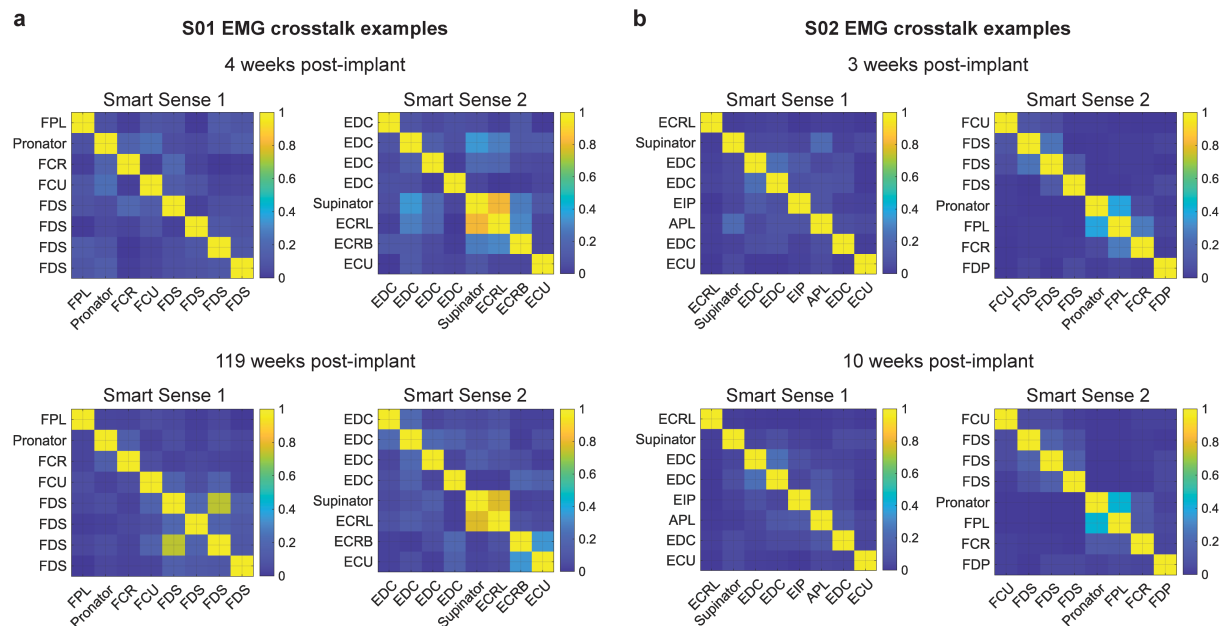 a
S01 EMG crosstalk examples
4 weeks post-implant
Smart Sense 1
FPL
Pronator
FCR
FCU
FDS
FDS
FDS
FDS
FPL Pronator FCR FCU FDS FDS FDS FDS
1
0.8
0.6
0.4
0.2
0
Smart Sense 2
EDC
EDC
EDC
EDC
Supinator
ECRL
ECRB
ECU
EDC EDC EDC EDC Supinator ECRL ECRB ECU
1
0.8
0.6
0.4
0.2
0
119 weeks post-implant
Smart Sense 1
FPL
Pronator
FCR
FCU
FDS
FDS
FDS
FDS
FPL Pronator FCR FCU FDS FDS FDS FDS
1
0.8
0.6
0.4
0.2
0
Smart Sense 2
EDC
EDC
EDC
EDC
Supinator
ECRL
ECRB
ECU
EDC EDC EDC EDC Supinator ECRL ECRB ECU
1
0.8
0.6
0.4
0.2
0
b
S02 EMG crosstalk examples
3 weeks post-implant
Smart Sense 1
ECRL
Supinator
EDC
EDC
EIP
APL
EDC
ECU
ECRL Supinator EDC EDC EIP APL EDC ECU
1
0.8
0.6
0.4
0.2
0
Smart Sense 2
FCU
FDS
FDS
FDS
Pronator
FPL
FCR
FDP
FCU FDS FDS FDS Pronator FPL FCR FDP
1
0.8
0.6
0.4
0.2
0
10 weeks post-implant
Smart Sense 1
ECRL
Supinator
EDC
EDC
EIP
APL
EDC
ECU
ECRL Supinator EDC EDC EIP APL EDC ECU
1
0.8
0.6
0.4
0.2
0
Smart Sense 2
FCU
FDS
FDS
FDS
Pronator
FPL
FCR
FDP
FCU FDS FDS FDS Pronator FPL FCR FDP
1
0.8
0.6
0.4
0.2
0